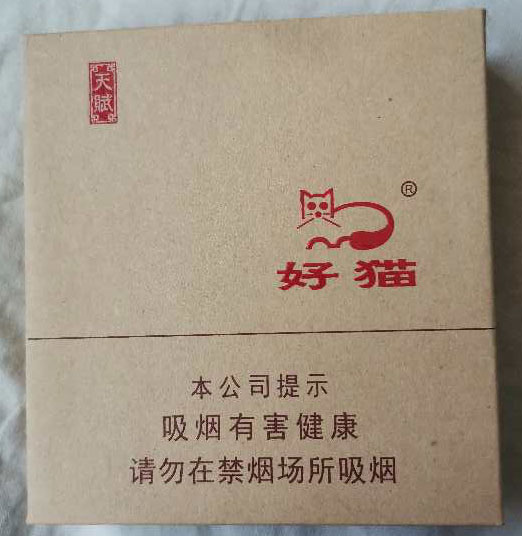 天赋
®
好猫
本公司提示
吸烟有害健康
请勿在禁烟场所吸烟